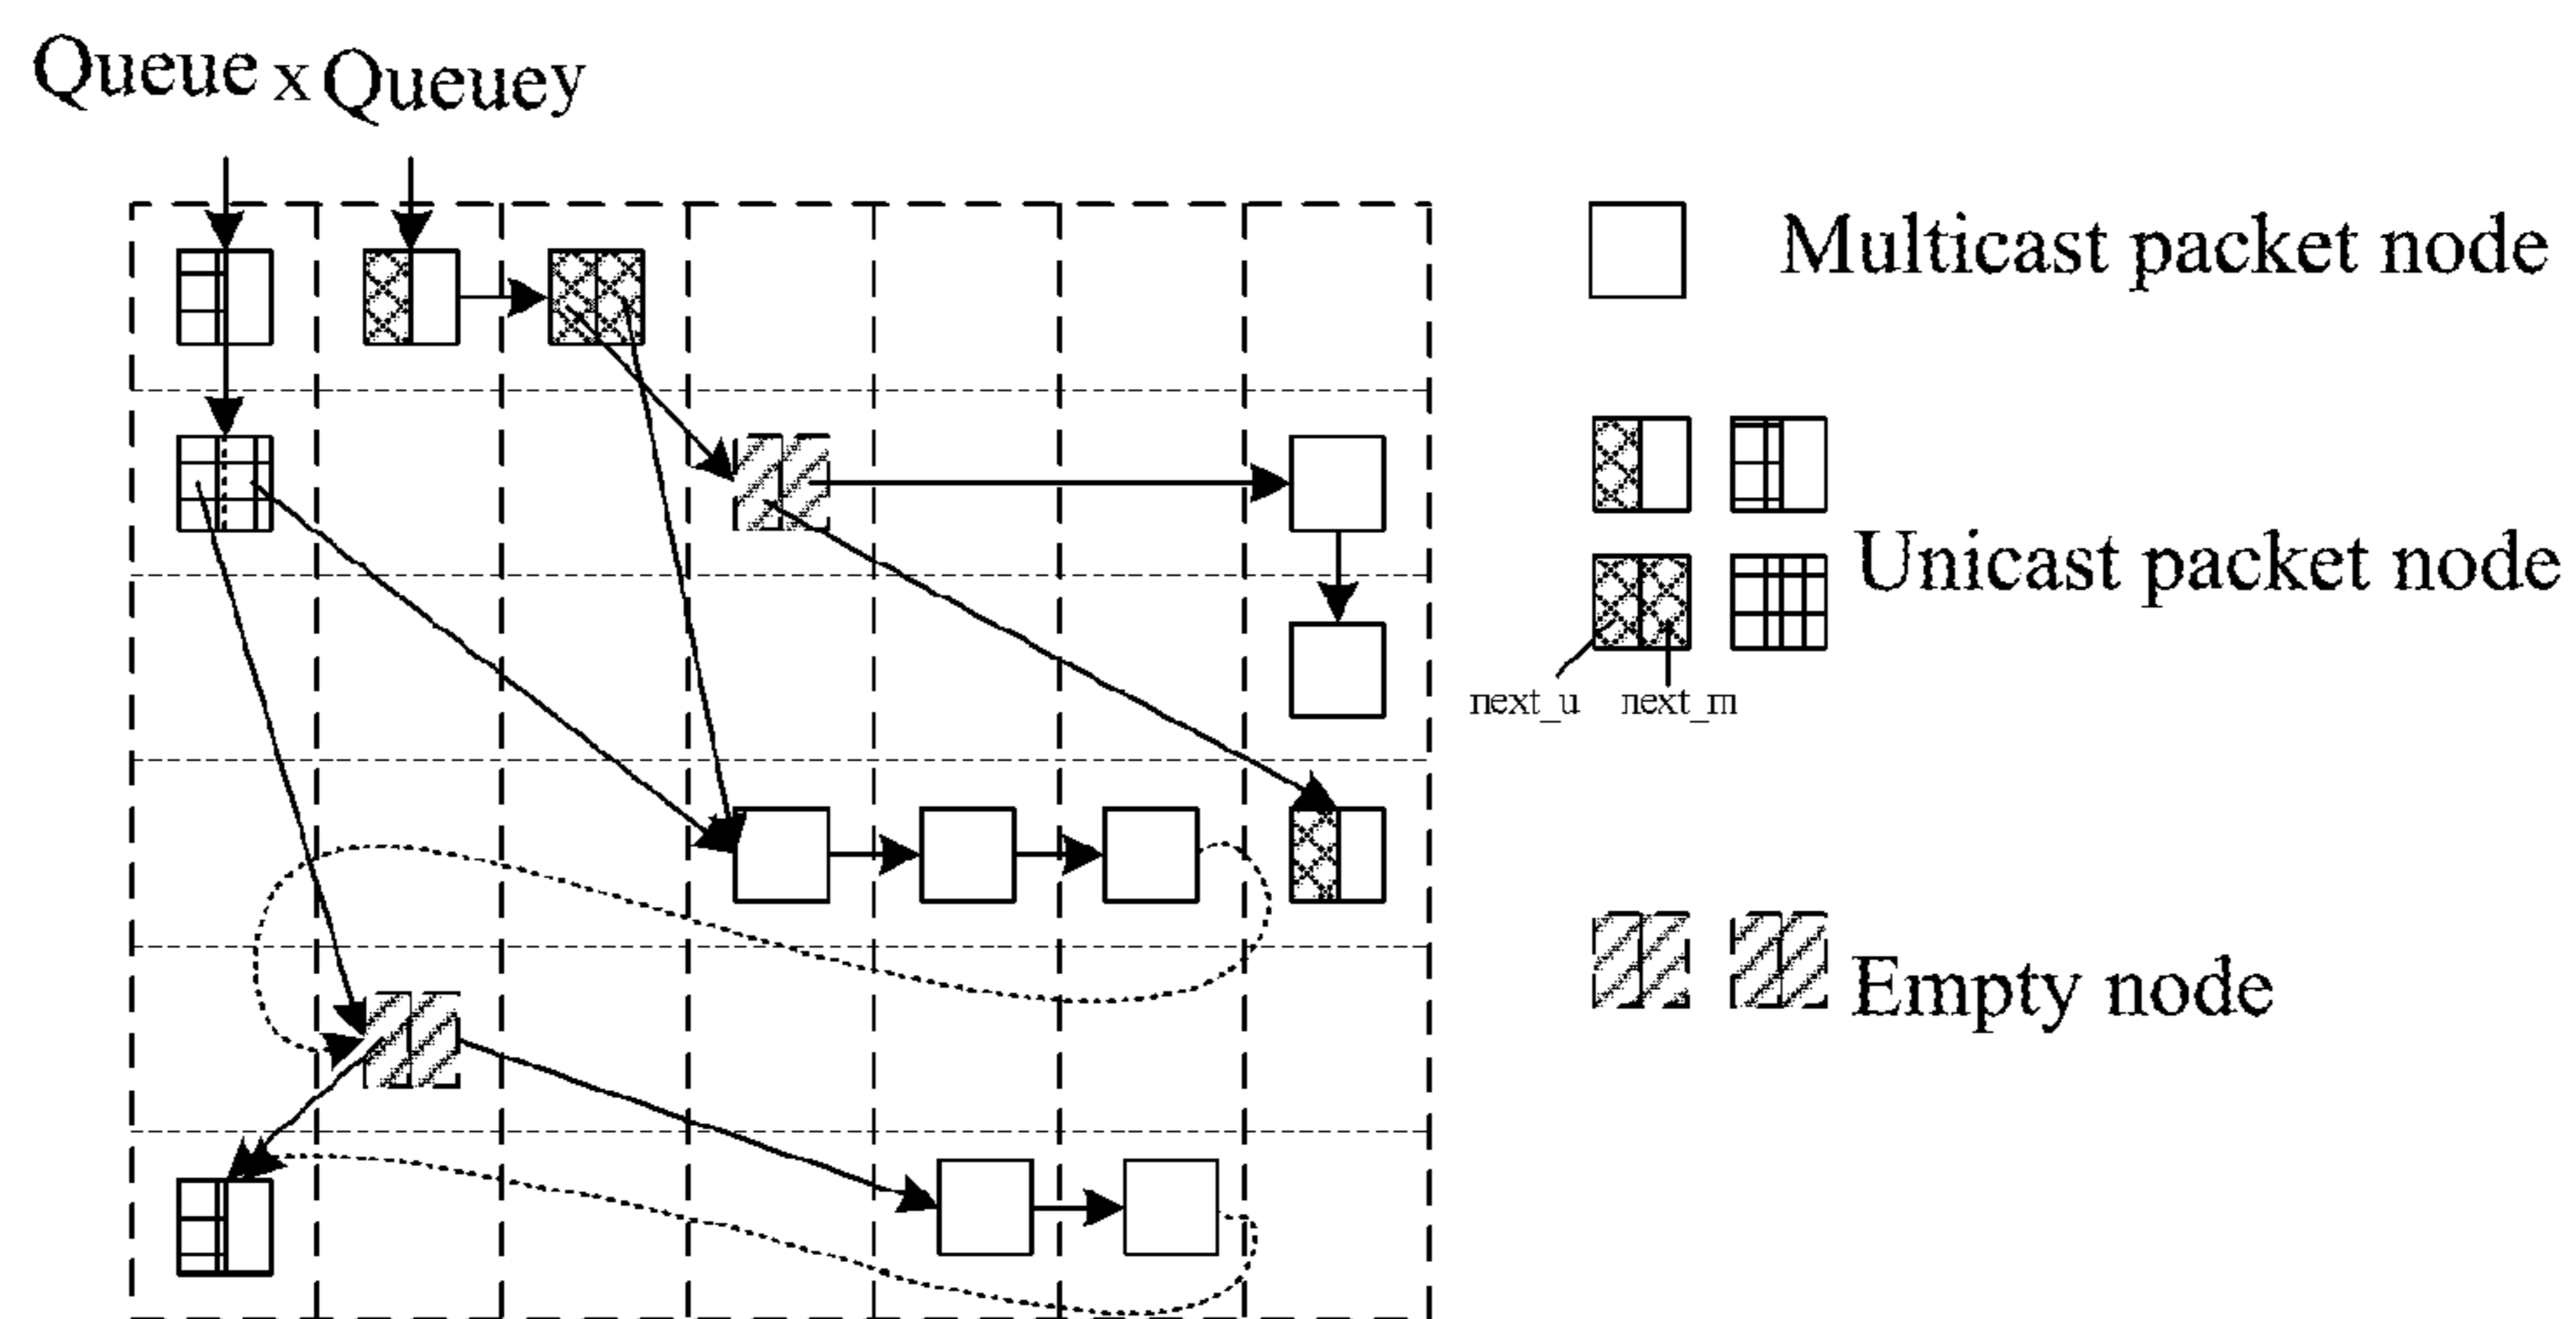 Queue x Queuey
Multicast packet node
Unicast packet node
next_u next_m
Empty node